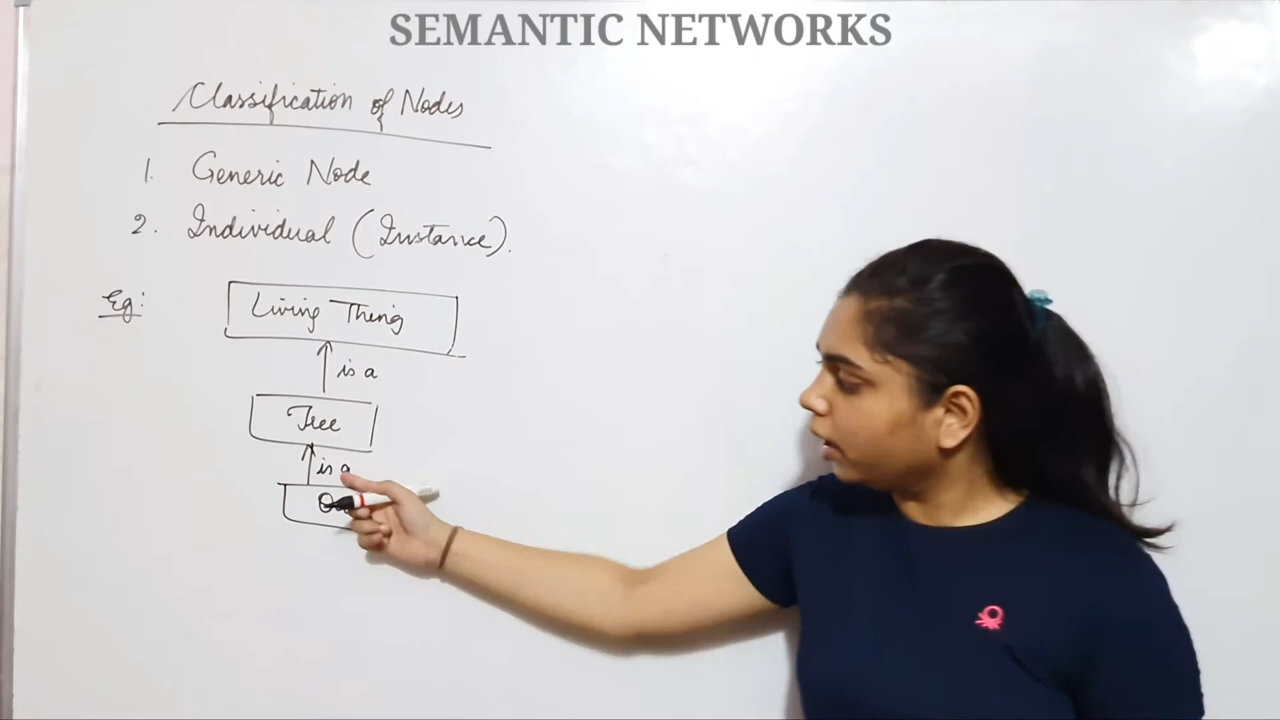 SEMANTIC NETWORKS
Classification of Nodes
1. Generic Node
2. Individual (Instance).
Eg:
Living Thing
is a
Tree
is a